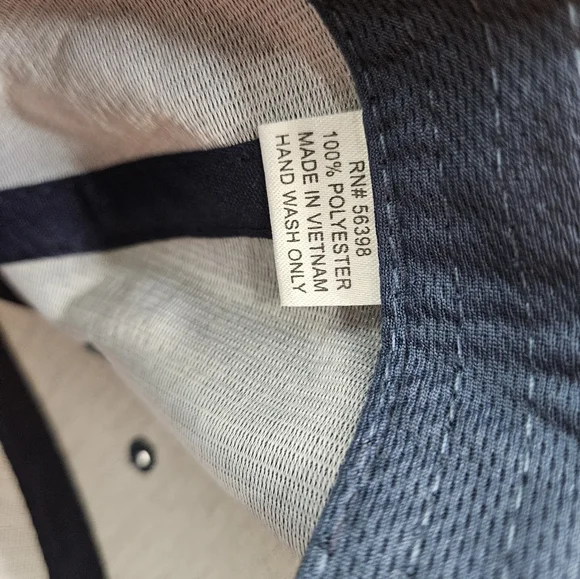 RN# 56398
100% POLYESTER
MADE IN VIETNAM
HAND WASH ONLY